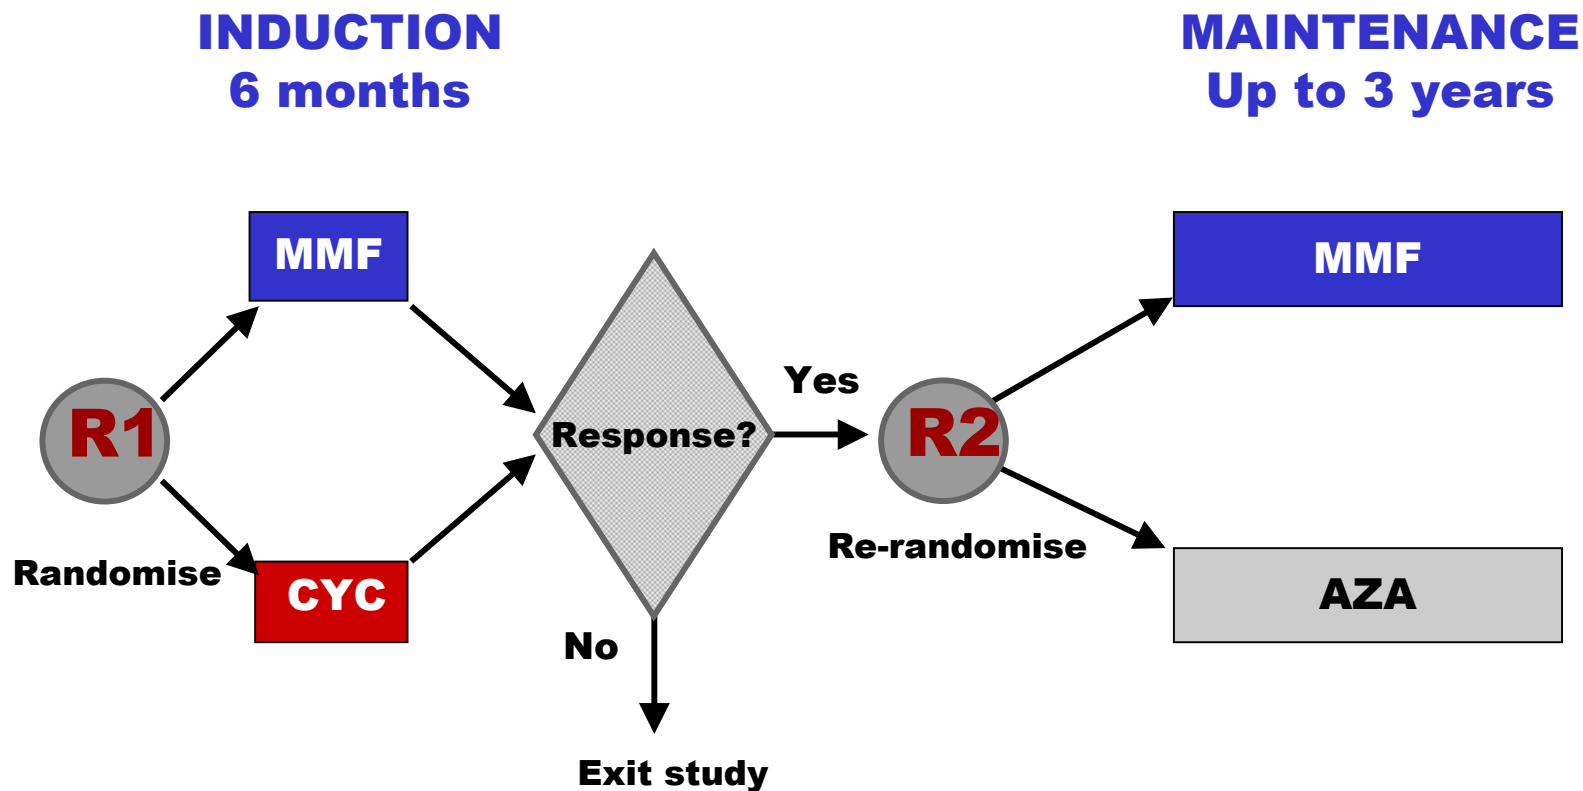 INDUCTION
6 months
MAINTENANCE
Up to 3 years
MMF
MMF
Yes
R1
Response?
R2
Re-randomise
Randomise
CYC
AZA
No
Exit study